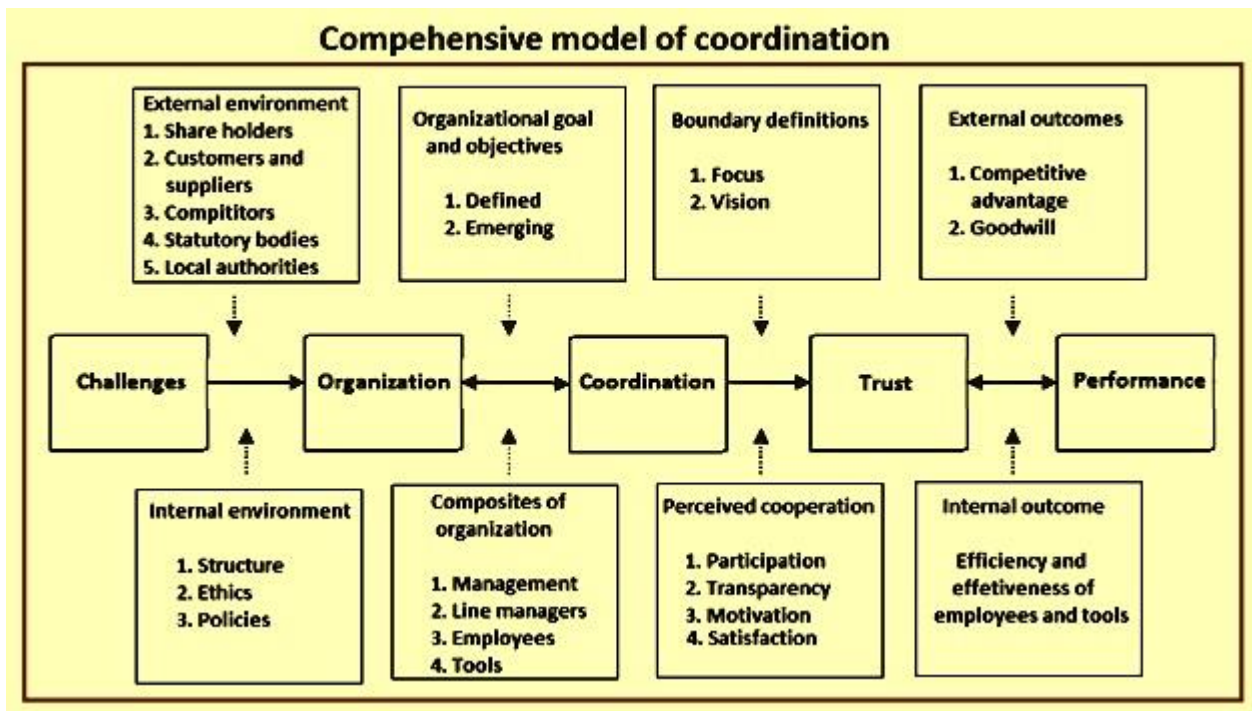 Compehensive model of coordination
External environment
1. Share holders
2. Customers and
suppliers
3. Compititors
4. Statutory bodies
5. Local authorities
Organizational goal
and objectives
1. Defined
2. Emerging
Boundary definitions
1. Focus
2. Vision
External outcomes
1. Competitive
advantage
2. Goodwill
Challenges
Organization
Coordination
Trust
Performance
Internal environment
1. Structure
2. Ethics
3. Policies
Composites of
organization
1. Management
2. Line managers
3. Employees
4. Tools
Perceived cooperation
1. Participation
2. Transparency
3. Motivation
4. Satisfaction
Internal outcome
Efficiency and
effetiveness of
employees and tools